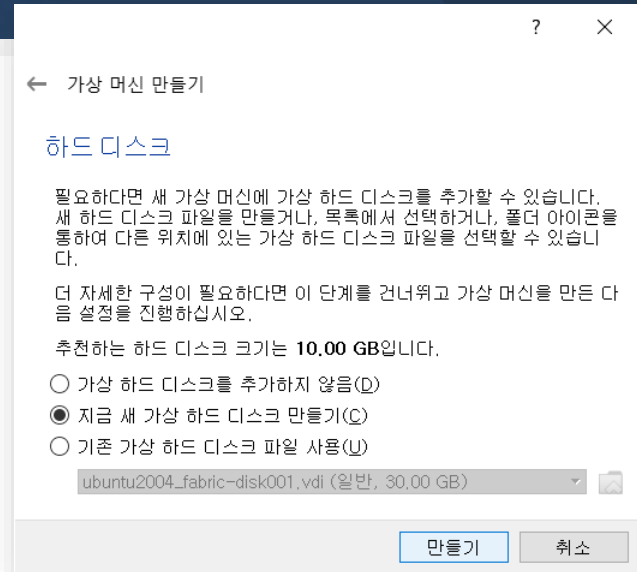 ?
가상 머신 만들기
하드 디스크
필요하다면 새 가상 머신에 가상 하드 디스크를 추가할 수 있습니다.
새 하드 디스크 파일을 만들거나, 목록에서 선택하거나, 폴더 아이콘을
통하여 다른 위치에 있는 가상 하드 디스크 파일을 선택할 수 있습니
다.
더 자세한 구성이 필요하다면 이 단계를 건너뛰고 가상 머신을 만든 다
음 설정을 진행하십시오.
추천하는 하드 디스크 크기는 10.00 GB입니다.
가상 하드 디스크를 추가하지 않음(D)
지금 새 가상 하드 디스크 만들기(C)
기존 가상 하드 디스크 파일 사용(U)
ubuntu2004_fabric-disk001.vdi (일반, 30.00 GB)
만들기 취소